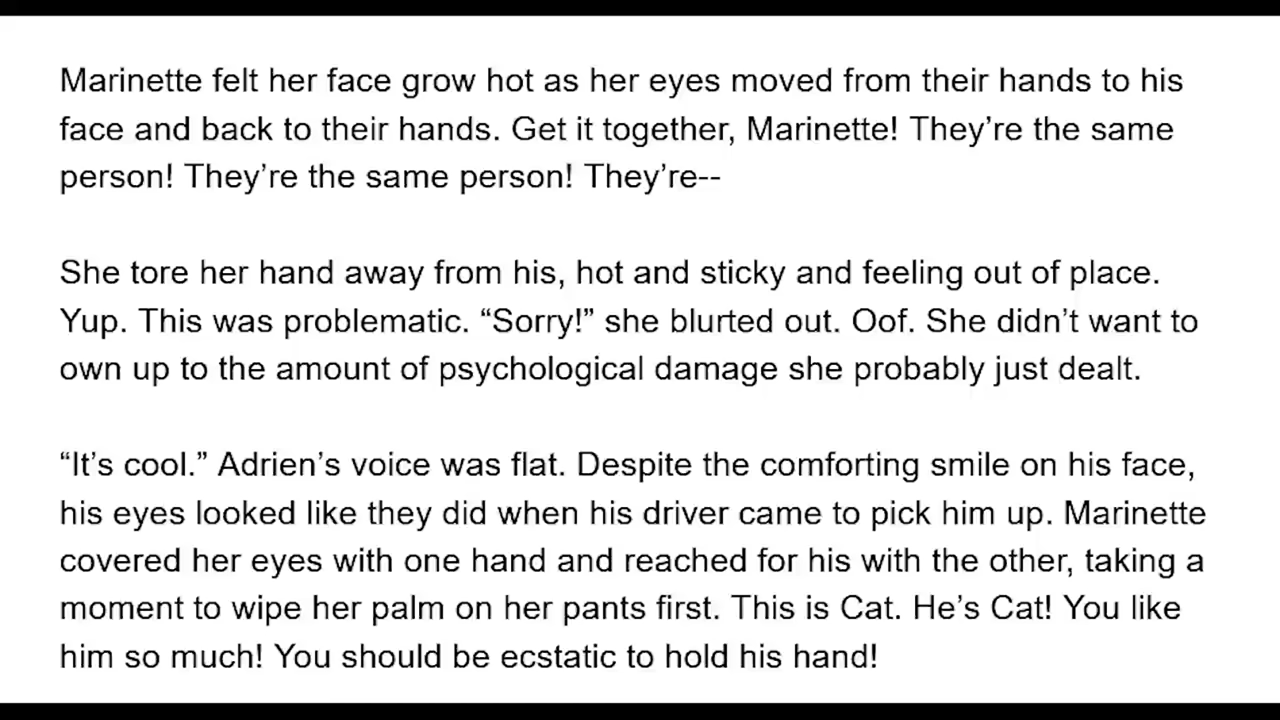 Marinette felt her face grow hot as her eyes moved from their hands to his
face and back to their hands. Get it together, Marinette! They’re the same
person! They’re the same person! They’re--
She tore her hand away from his, hot and sticky and feeling out of place.
Yup. This was problematic. “Sorry!” she blurted out. Oof. She didn’t want to
own up to the amount of psychological damage she probably just dealt.
“It’s cool.” Adrien’s voice was flat. Despite the comforting smile on his face,
his eyes looked like they did when his driver came to pick him up. Marinette
covered her eyes with one hand and reached for his with the other, taking a
moment to wipe her palm on her pants first. This is Cat. He’s Cat! You like
him so much! You should be ecstatic to hold his hand!